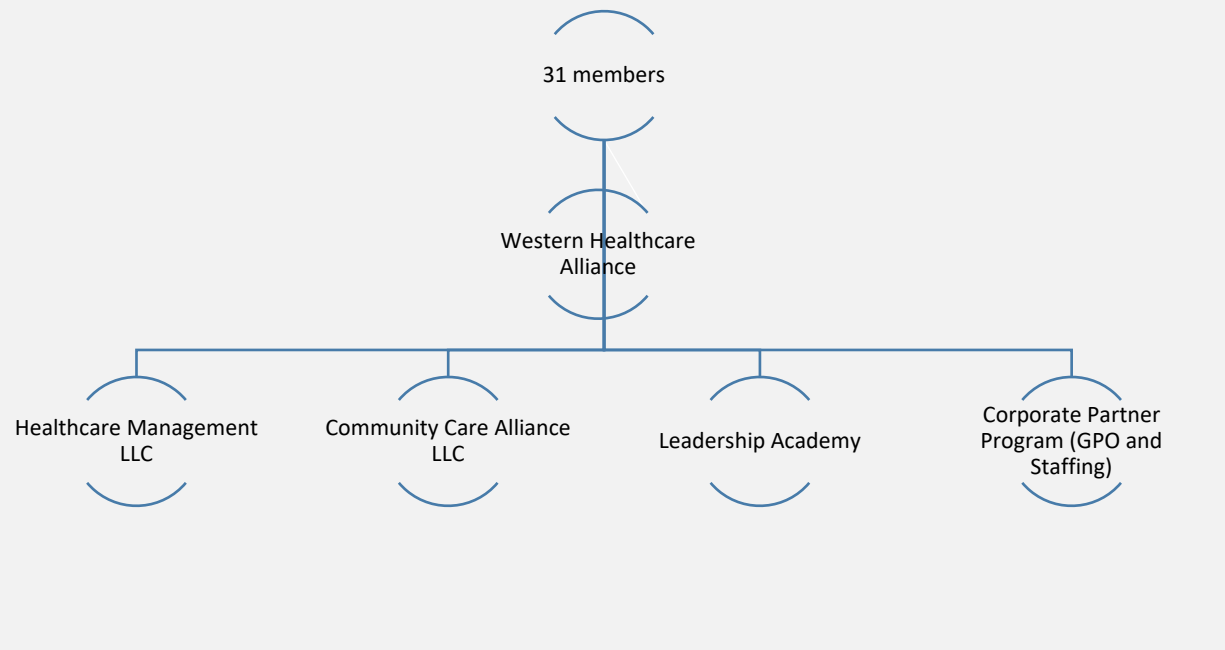 31 members
Western Healthcare
Alliance
Healthcare Management
LLC
Community Care Alliance
LLC
Leadership Academy
Corporate Partner
Program (GPO and
Staffing)